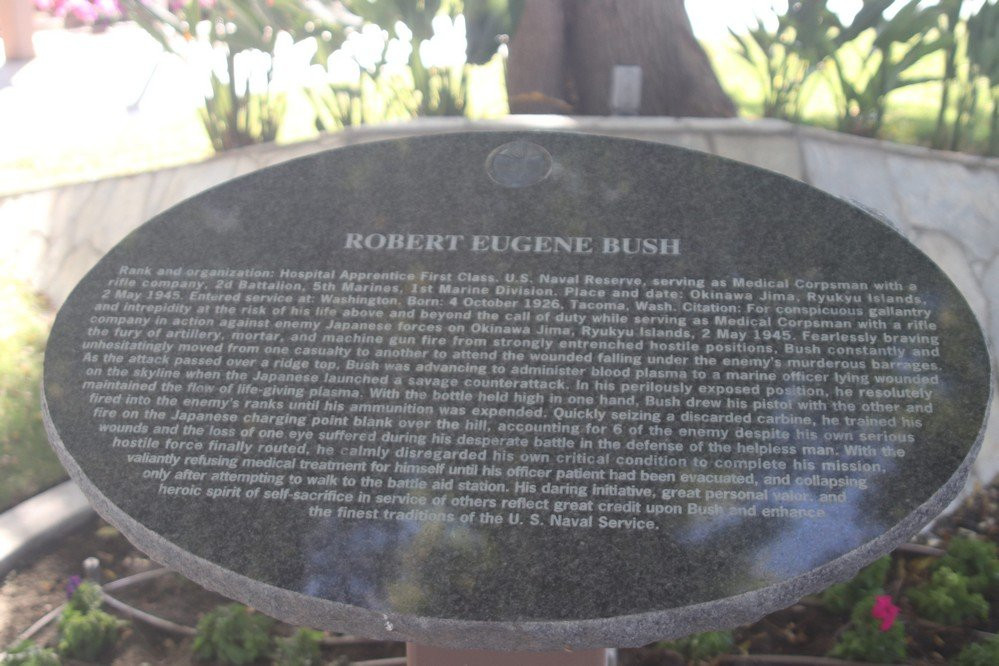 ROBERT EUGENE BUSH
Rank and organization: Hospital Apprentice First Class, U.S. Naval Reserve, serving as Medical Corpsman with a
rifle company, 2d Battalion, 5th Marines, 1st Marine Division. Place and date: Okinawa Jima, Ryukyu Islands,
2 May 1945. Entured service at: Washington. Born: 4 October 1926, Tacoma, Wash. Citation: For conspicuous gallantry
and intrepidity at the risk of his life above and beyond the call of duty while serving as Medical Corpsman with a rifle
company in action against enemy Japanese forces on Okinawa Jima, Ryukyu Islands, 2 May 1945. Fearlessly braving
the fury of artillery, mortar, and machine gun fire from strongly entrenched hostile positions, Bush constantly and
unhesitatingly moved from one casualty to another to attend the wounded falling under the enemy's murderous barrages.
As the attack passed over a ridge top, Bush was advancing to administer blood plasma to a marine officer lying wounded
on the skyline when the Japanese launched a savage counterattack. In his perilously exposed position, he resolutely
maintained the flow of life-giving plasma. With the bottle held high in one hand, Bush drew his pistol with the other and
fired into the enemy's ranks until his ammunition was expended. Quickly seizing a discarded carbine, he trained his
fire on the Japanese charging point blank over the hill, accounting for 6 of the enemy despite his own serious
wounds and the loss of one eye suffered during his desperate battle in the defense of the helpless man. With the
hostile force finally routed, he calmly disregarded his own critical condition to complete his mission,
valiantly refusing medical treatment for himself until his officer patient had been evacuated, and collapsing
only after attempting to walk to the battle aid station. His daring initiative, great personal valor, and
heroic spirit of self-sacrifice in service of others reflect great credit upon Bush and enhance
the finest traditions of the U. S. Naval Service.